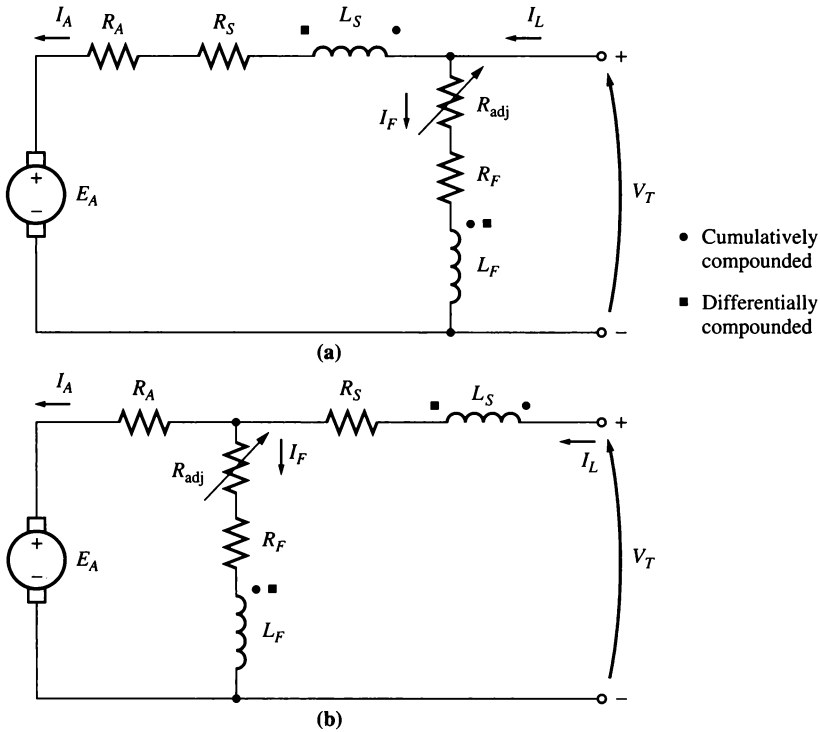 I_A
R_A
R_S
L_S
I_L
+
I_F
R_adj
+
−
E_A
R_F
V_T
L_F
● Cumulatively
compounded
■ Differentially
compounded
−
(a)
I_A
R_A
R_S
L_S
+
I_L
R_adj
I_F
+
−
E_A
R_F
V_T
L_F
−
(b)